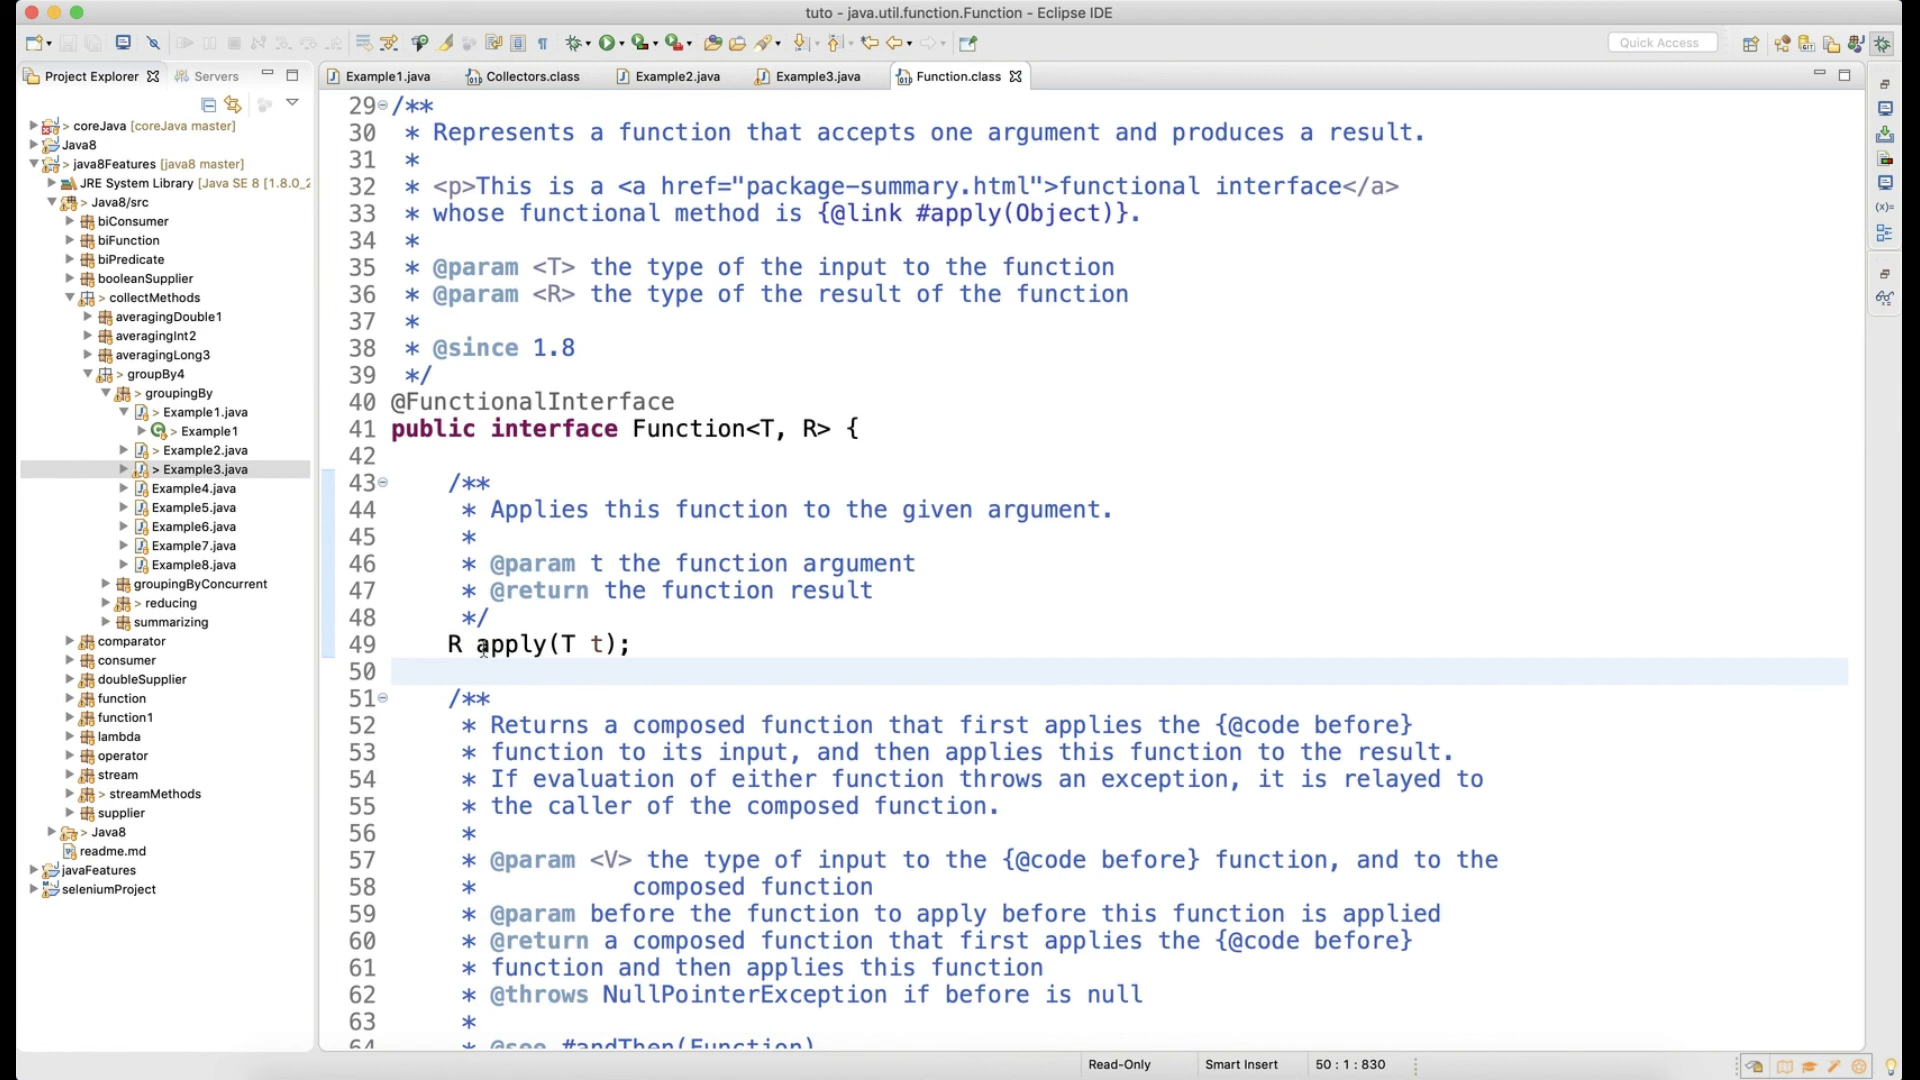 tuto - java.util.function.Function - Eclipse IDE
Quick Access
Project Explorer
Servers
Example1.java
Collectors.class
Example2.java
Example3.java
Function.class
> coreJava [coreJava master]
Java8
> java8Features [java8 master]
JRE System Library [Java SE 8 [1.8.0_2
> Java8/src
biConsumer
biFunction
biPredicate
booleanSupplier
> collectMethods
averagingDouble1
averagingInt2
averagingLong3
> groupBy4
> groupingBy
> Example1.java
> Example1
> Example2.java
> Example3.java
Example4.java
Example5.java
Example6.java
Example7.java
Example8.java
groupingByConcurrent
> reducing
summarizing
comparator
consumer
doubleSupplier
function
function1
lambda
operator
stream
> streamMethods
supplier
> Java8
readme.md
javaFeatures
seleniumProject
29 /**
30 * Represents a function that accepts one argument and produces a result.
31 *
32 * <p>This is a <a href="package-summary.html">functional interface</a>
33 * whose functional method is {@link #apply(Object)}.
34 *
35 * @param <T> the type of the input to the function
36 * @param <R> the type of the result of the function
37 *
38 * @since 1.8
39 */
40 @FunctionalInterface
41 public interface Function<T, R> {
42
43 /**
44 * Applies this function to the given argument.
45 *
46 * @param t the function argument
47 * @return the function result
48 */
49 R apply(T t);
50
51 /**
52 * Returns a composed function that first applies the {@code before}
53 * function to its input, and then applies this function to the result.
54 * If evaluation of either function throws an exception, it is relayed to
55 * the caller of the composed function.
56 *
57 * @param <V> the type of input to the {@code before} function, and to the
58 * composed function
59 * @param before the function to apply before this function is applied
60 * @return a composed function that first applies the {@code before}
61 * function and then applies this function
62 * @throws NullPointerException if before is null
63 *
64 * @see #andThen(Function)
Read-Only
Smart Insert
50 : 1 : 830